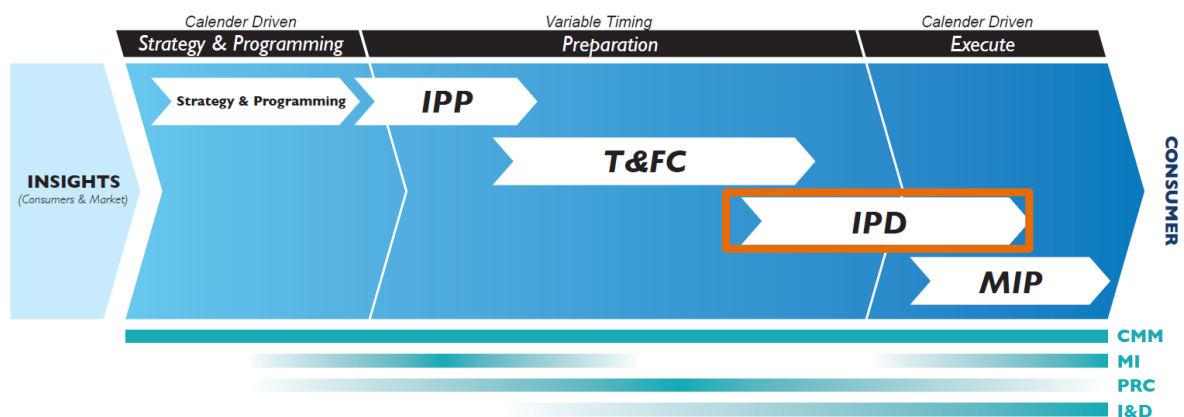 Calender Driven
Variable Timing
Calender Driven
Strategy & Programming
Preparation
Execute
Strategy & Programming
IPP
T&FC
INSIGHTS
(Consumers & Market)
IPD
MIP
CONSUMER
CMM
MI
PRC
I&D